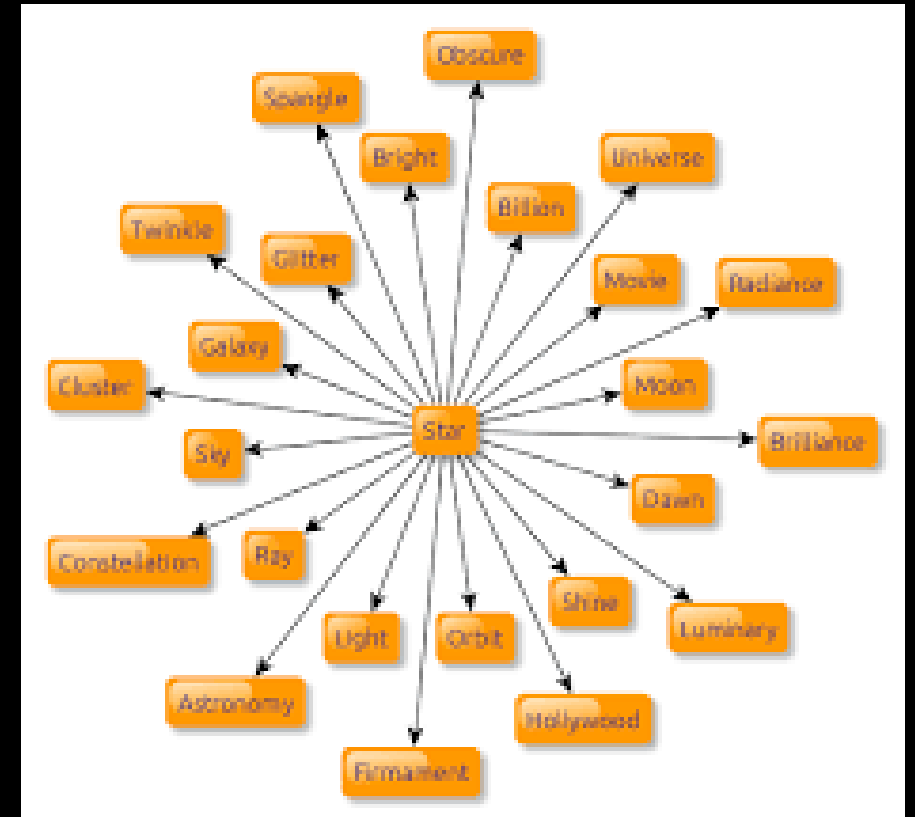 Obscure
Spangle
Bright
Universe
Billion
Twinkle
Glitter
Movie
Radiance
Galaxy
Cluster
Moon
Star
Brilliance
Sky
Dawn
Constellation
Ray
Shine
Light
Orbit
Luminary
Astronomy
Hollywood
Firmament